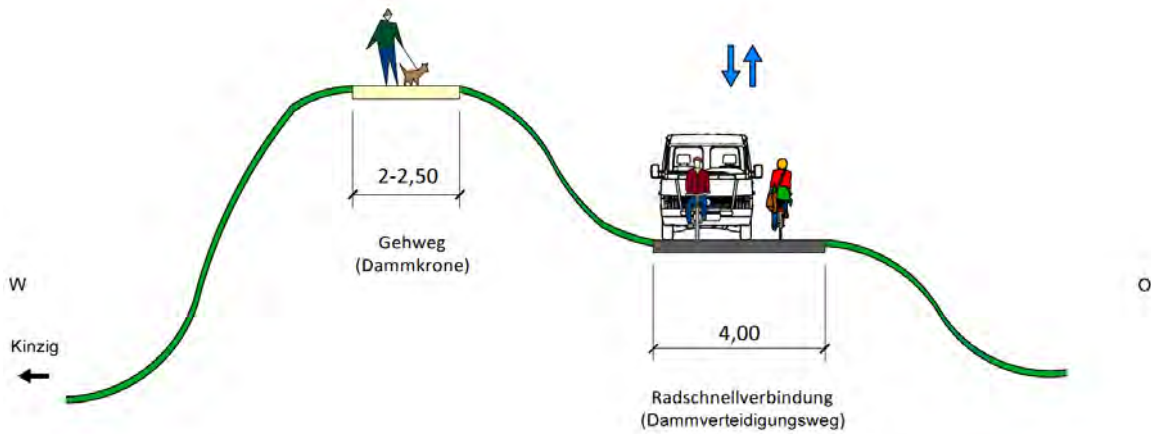 2-2,50
Gehweg
(Dammkrone)
W
O
Kinzig
4,00
Radschnellverbindung
(Dammverteidigungsweg)